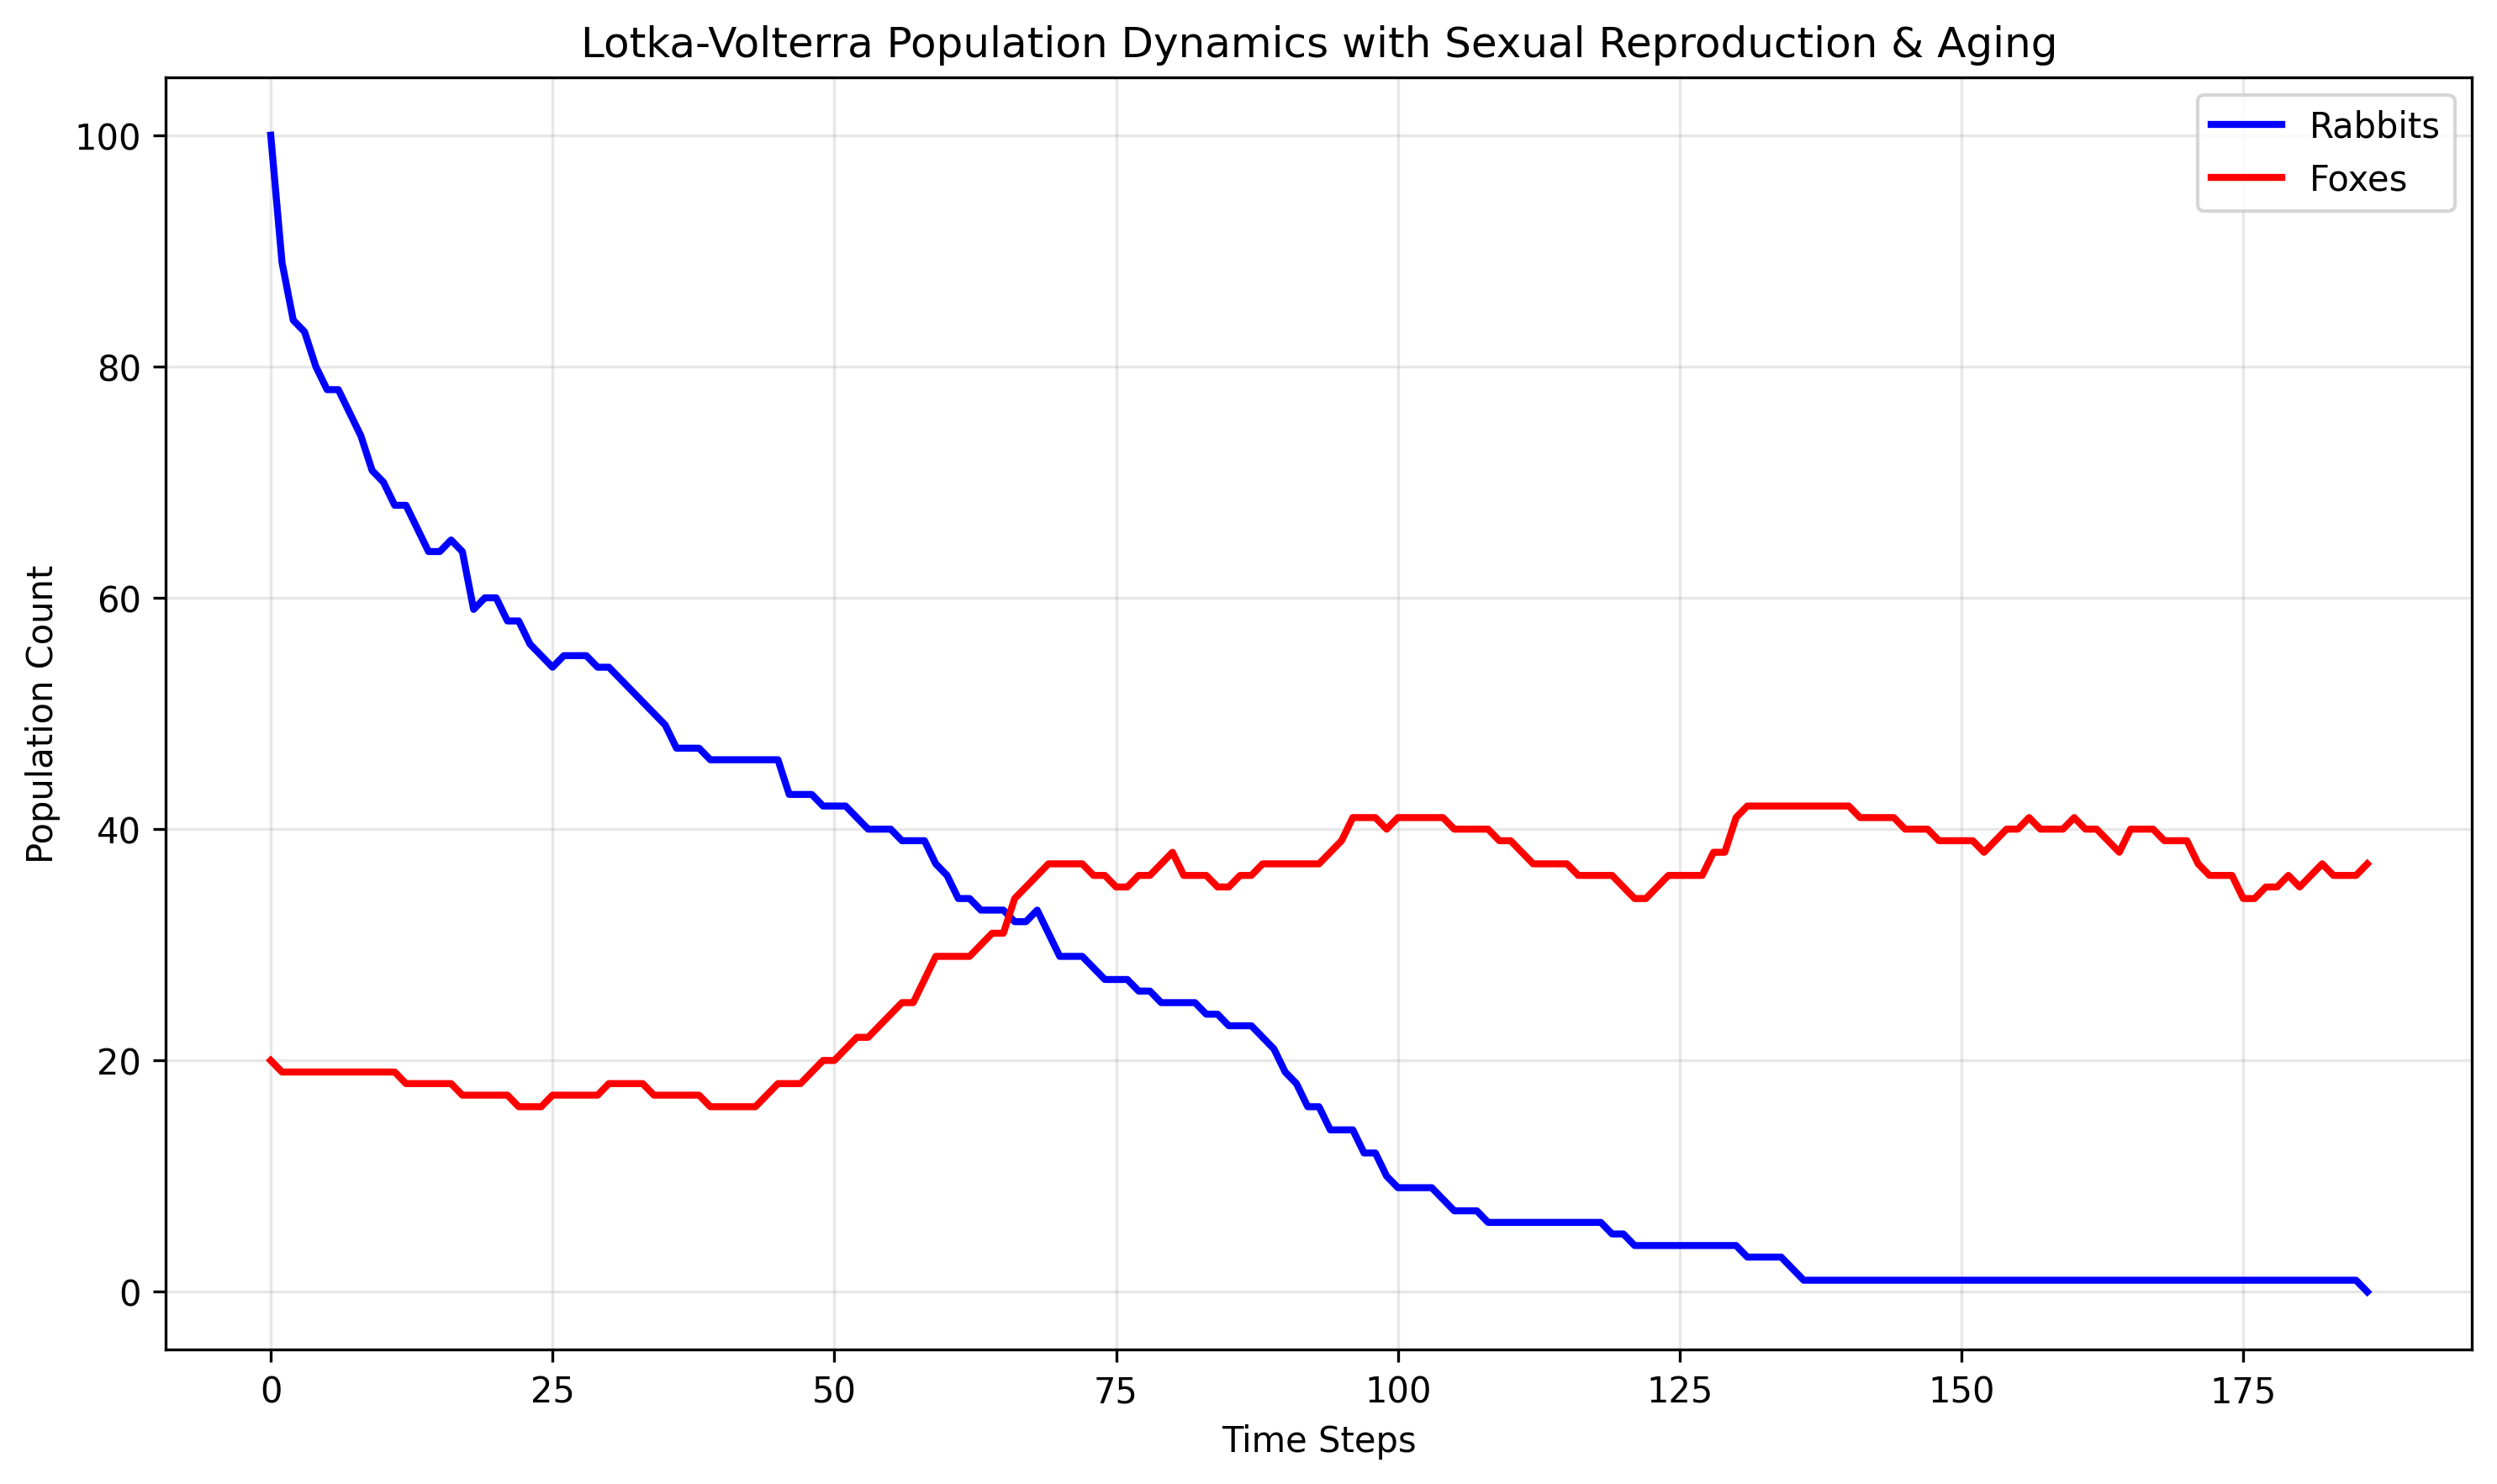 Lotka-Volterra Population Dynamics with Sexual Reproduction & Aging
Rabbits
Foxes
Population Count
100
80
60
40
20
0
0 25 50 75 100 125 150 175
Time Steps